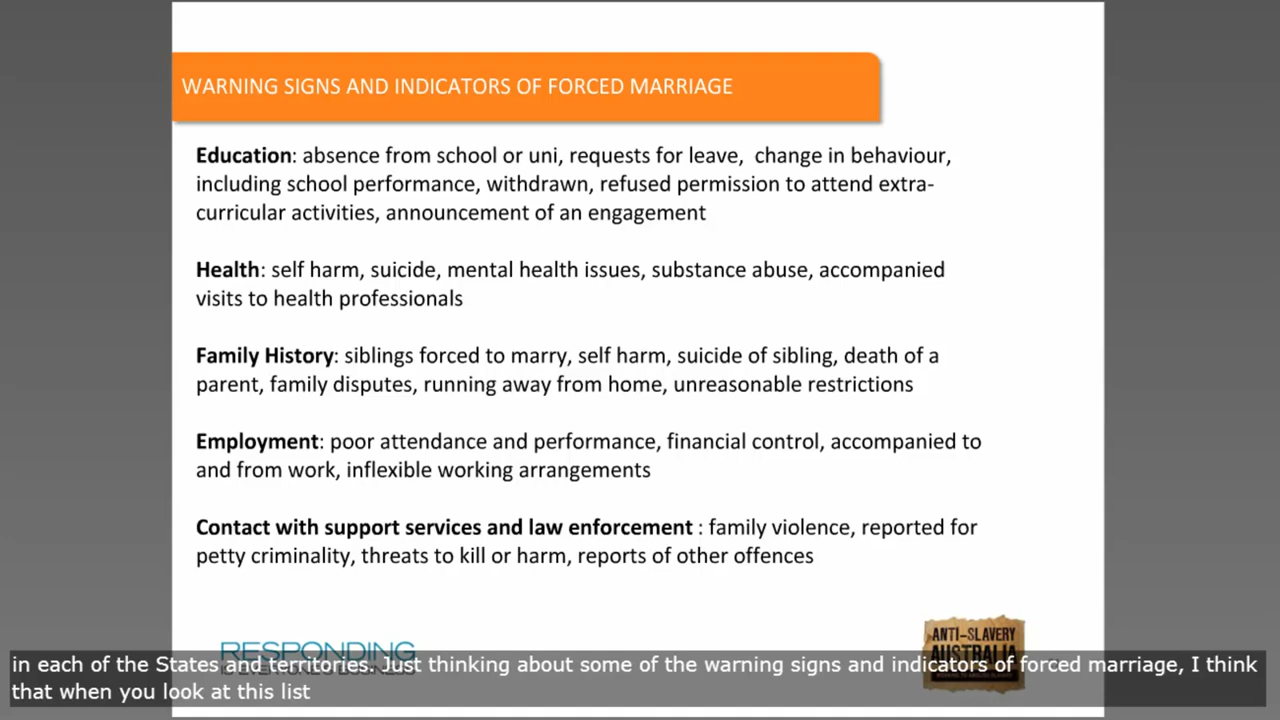 WARNING SIGNS AND INDICATORS OF FORCED MARRIAGE
Education: absence from school or uni, requests for leave,  change in behaviour,
including school performance, withdrawn, refused permission to attend extra-
curricular activities, announcement of an engagement
Health: self harm, suicide, mental health issues, substance abuse, accompanied
visits to health professionals
Family History: siblings forced to marry, self harm, suicide of sibling, death of a
parent, family disputes, running away from home, unreasonable restrictions
Employment: poor attendance and performance, financial control, accompanied to
and from work, inflexible working arrangements
Contact with support services and law enforcement : family violence, reported for
petty criminality, threats to kill or harm, reports of other offences
RESPONDING
ANTI-SLAVERY
AUSTRALIA
in each of the States and territories. Just thinking about some of the warning signs and indicators of forced marriage, I think
that when you look at this list